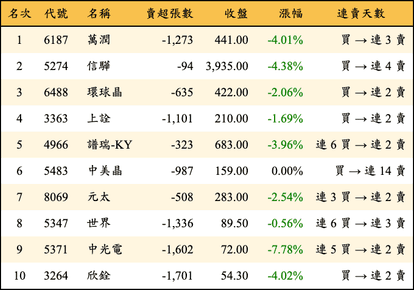 名次 代號 名稱 賣超張數 收盤 漲幅 連賣天數
1 6187 萬潤 -1,273 441.00 -4.01% 買 → 連 3 賣
2 5274 信驊 -94 3,935.00 -4.38% 買 → 連 4 賣
3 6488 環球晶 -635 422.00 -2.06% 買 → 連 2 賣
4 3363 上詮 -1,101 210.00 -1.69% 買 → 連 2 賣
5 4966 譜瑞-KY -323 683.00 -3.96% 連 6 買 → 連 2 賣
6 5483 中美晶 -987 159.00 0.00% 買 → 連 14 賣
7 8069 元太 -508 283.00 -2.54% 連 3 買 → 連 2 賣
8 5347 世界 -1,336 89.50 -0.56% 連 6 買 → 連 3 賣
9 5371 中光電 -1,602 72.00 -7.78% 連 5 買 → 連 2 賣
10 3264 欣銓 -1,701 54.30 -4.02% 買 → 連 2 賣